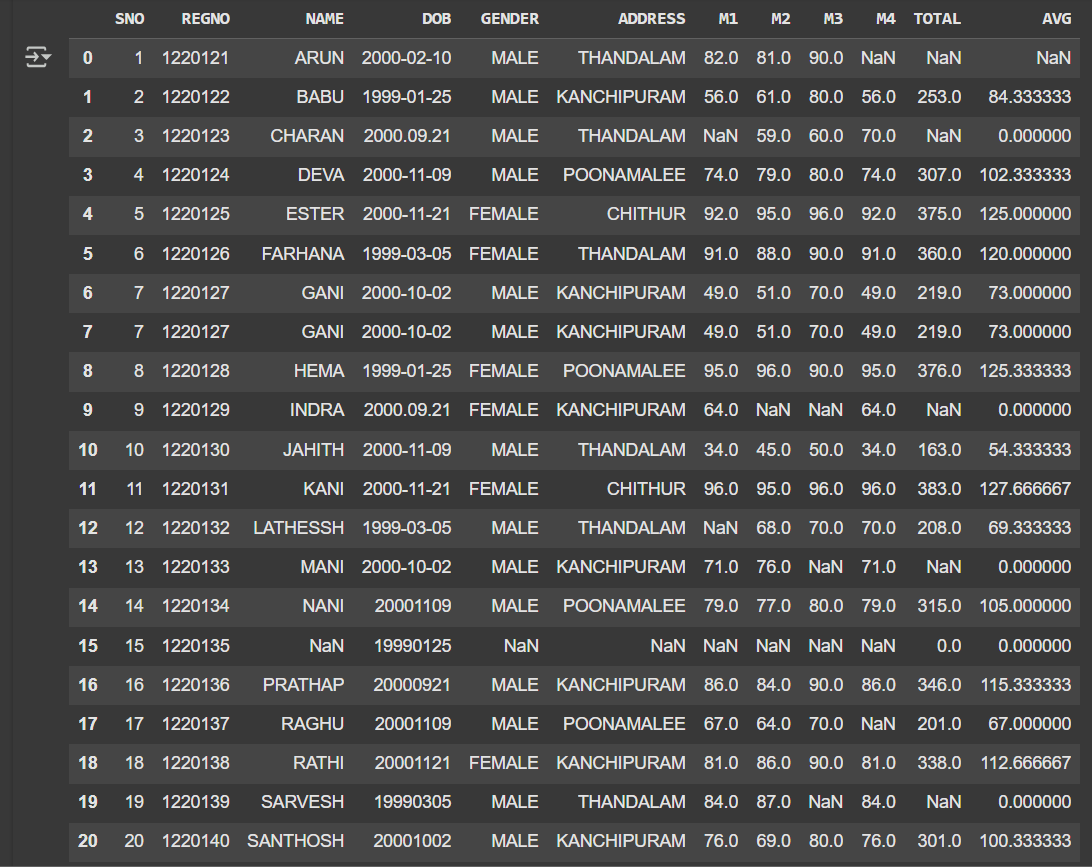 SNO REGNO NAME DOB GENDER ADDRESS M1 M2 M3 M4 TOTAL AVG
0 1 1220121 ARUN 2000-02-10 MALE THANDALAM 82.0 81.0 90.0 NaN NaN NaN
1 2 1220122 BABU 1999-01-25 MALE KANCHIPURAM 56.0 61.0 80.0 56.0 253.0 84.333333
2 3 1220123 CHARAN 2000.09.21 MALE THANDALAM NaN 59.0 60.0 70.0 NaN 0.000000
3 4 1220124 DEVA 2000-11-09 MALE POONAMALEE 74.0 79.0 80.0 74.0 307.0 102.333333
4 5 1220125 ESTER 2000-11-21 FEMALE CHITHUR 92.0 95.0 96.0 92.0 375.0 125.000000
5 6 1220126 FARHANA 1999-03-05 FEMALE THANDALAM 91.0 88.0 90.0 91.0 360.0 120.000000
6 7 1220127 GANI 2000-10-02 MALE KANCHIPURAM 49.0 51.0 70.0 49.0 219.0 73.000000
7 7 1220127 GANI 2000-10-02 MALE KANCHIPURAM 49.0 51.0 70.0 49.0 219.0 73.000000
8 8 1220128 HEMA 1999-01-25 FEMALE POONAMALEE 95.0 96.0 90.0 95.0 376.0 125.333333
9 9 1220129 INDRA 2000.09.21 FEMALE KANCHIPURAM 64.0 NaN NaN 64.0 NaN 0.000000
10 10 1220130 JAHITH 2000-11-09 MALE THANDALAM 34.0 45.0 50.0 34.0 163.0 54.333333
11 11 1220131 KANI 2000-11-21 FEMALE CHITHUR 96.0 95.0 96.0 96.0 383.0 127.666667
12 12 1220132 LATHESSH 1999-03-05 MALE THANDALAM NaN 68.0 70.0 70.0 208.0 69.333333
13 13 1220133 MANI 2000-10-02 MALE KANCHIPURAM 71.0 76.0 NaN 71.0 NaN 0.000000
14 14 1220134 NANI 20001109 MALE POONAMALEE 79.0 77.0 80.0 79.0 315.0 105.000000
15 15 1220135 NaN 19990125 NaN NaN NaN NaN NaN NaN 0.0 0.000000
16 16 1220136 PRATHAP 20000921 MALE KANCHIPURAM 86.0 84.0 90.0 86.0 346.0 115.333333
17 17 1220137 RAGHU 20001109 MALE POONAMALEE 67.0 64.0 70.0 NaN 201.0 67.000000
18 18 1220138 RATHI 20001121 FEMALE KANCHIPURAM 81.0 86.0 90.0 81.0 338.0 112.666667
19 19 1220139 SARVESH 19990305 MALE THANDALAM 84.0 87.0 NaN 84.0 NaN 0.000000
20 20 1220140 SANTHOSH 20001002 MALE KANCHIPURAM 76.0 69.0 80.0 76.0 301.0 100.333333